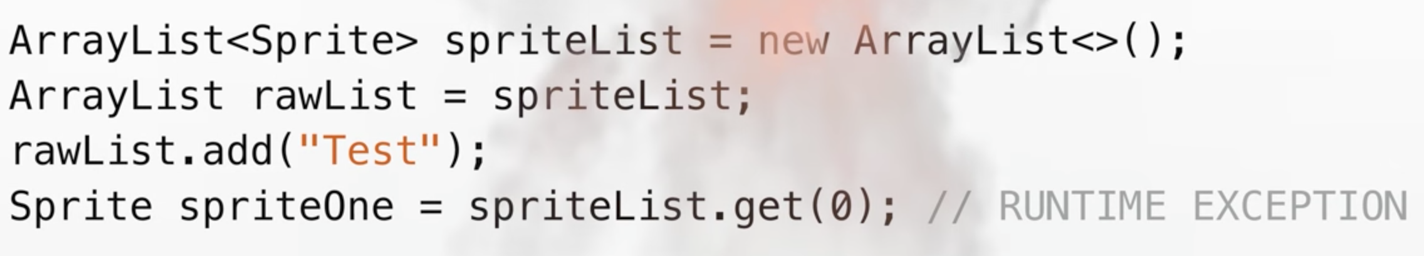 ArrayList<Sprite> spriteList = new ArrayList<>();
ArrayList rawList = spriteList;
rawList.add("Test");
Sprite spriteOne = spriteList.get(0); // RUNTIME EXCEPTION